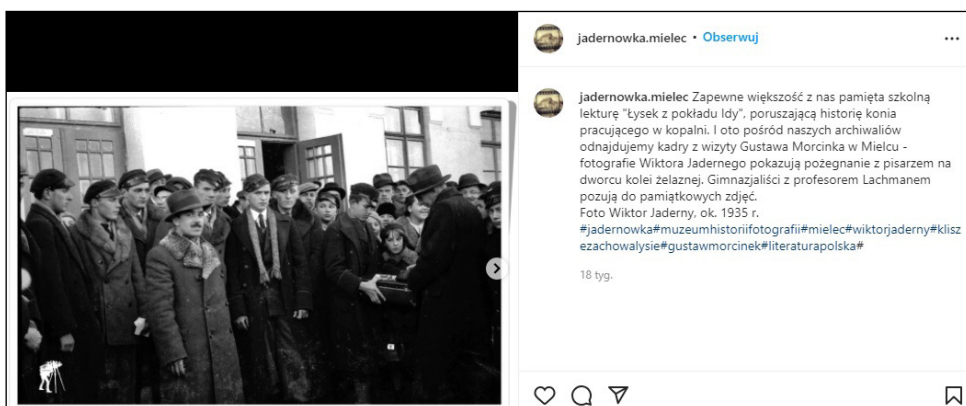 jadernowka.mielec • Obserwuj
jadernowka.mielec Zapewne większość z nas pamięta szkolną
lekturę "Łysek z pokładu Idy", poruszającą historię konia
pracującego w kopalni. I oto pośród naszych archiwaliów
odnajdujemy kadry z wizyty Gustawa Morcinka w Mielcu -
fotografie Wiktora Jadernego pokazują pożegnanie z pisarzem na
dworcu kolei żelaznej. Gimnazjaliści z profesorem Lachmanem
pozują do pamiątkowych zdjęć.
Foto Wiktor Jaderny, ok. 1935 r.
#jadernowka#muzeumhistoriifotografii#mielec#wiktorjaderny#klisz
ezachowalysie#gustawmorcinek#literaturapolska#
18 tyg.